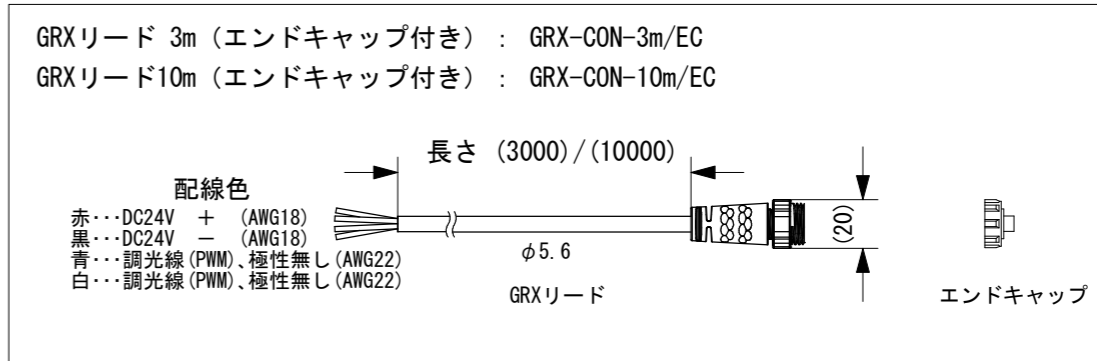 GRXリード 3m (エンドキャップ付き) : GRX-CON-3m/EC
GRXリード10m (エンドキャップ付き) : GRX-CON-10m/EC
長さ (3000)/(10000)
配線色
赤···DC24V + (AWG18)
黒···DC24V − (AWG18)
青···調光線(PWM)、極性無し(AWG22)
白···調光線(PWM)、極性無し(AWG22)
φ5.6
(20)
GRXリード
エンドキャップ